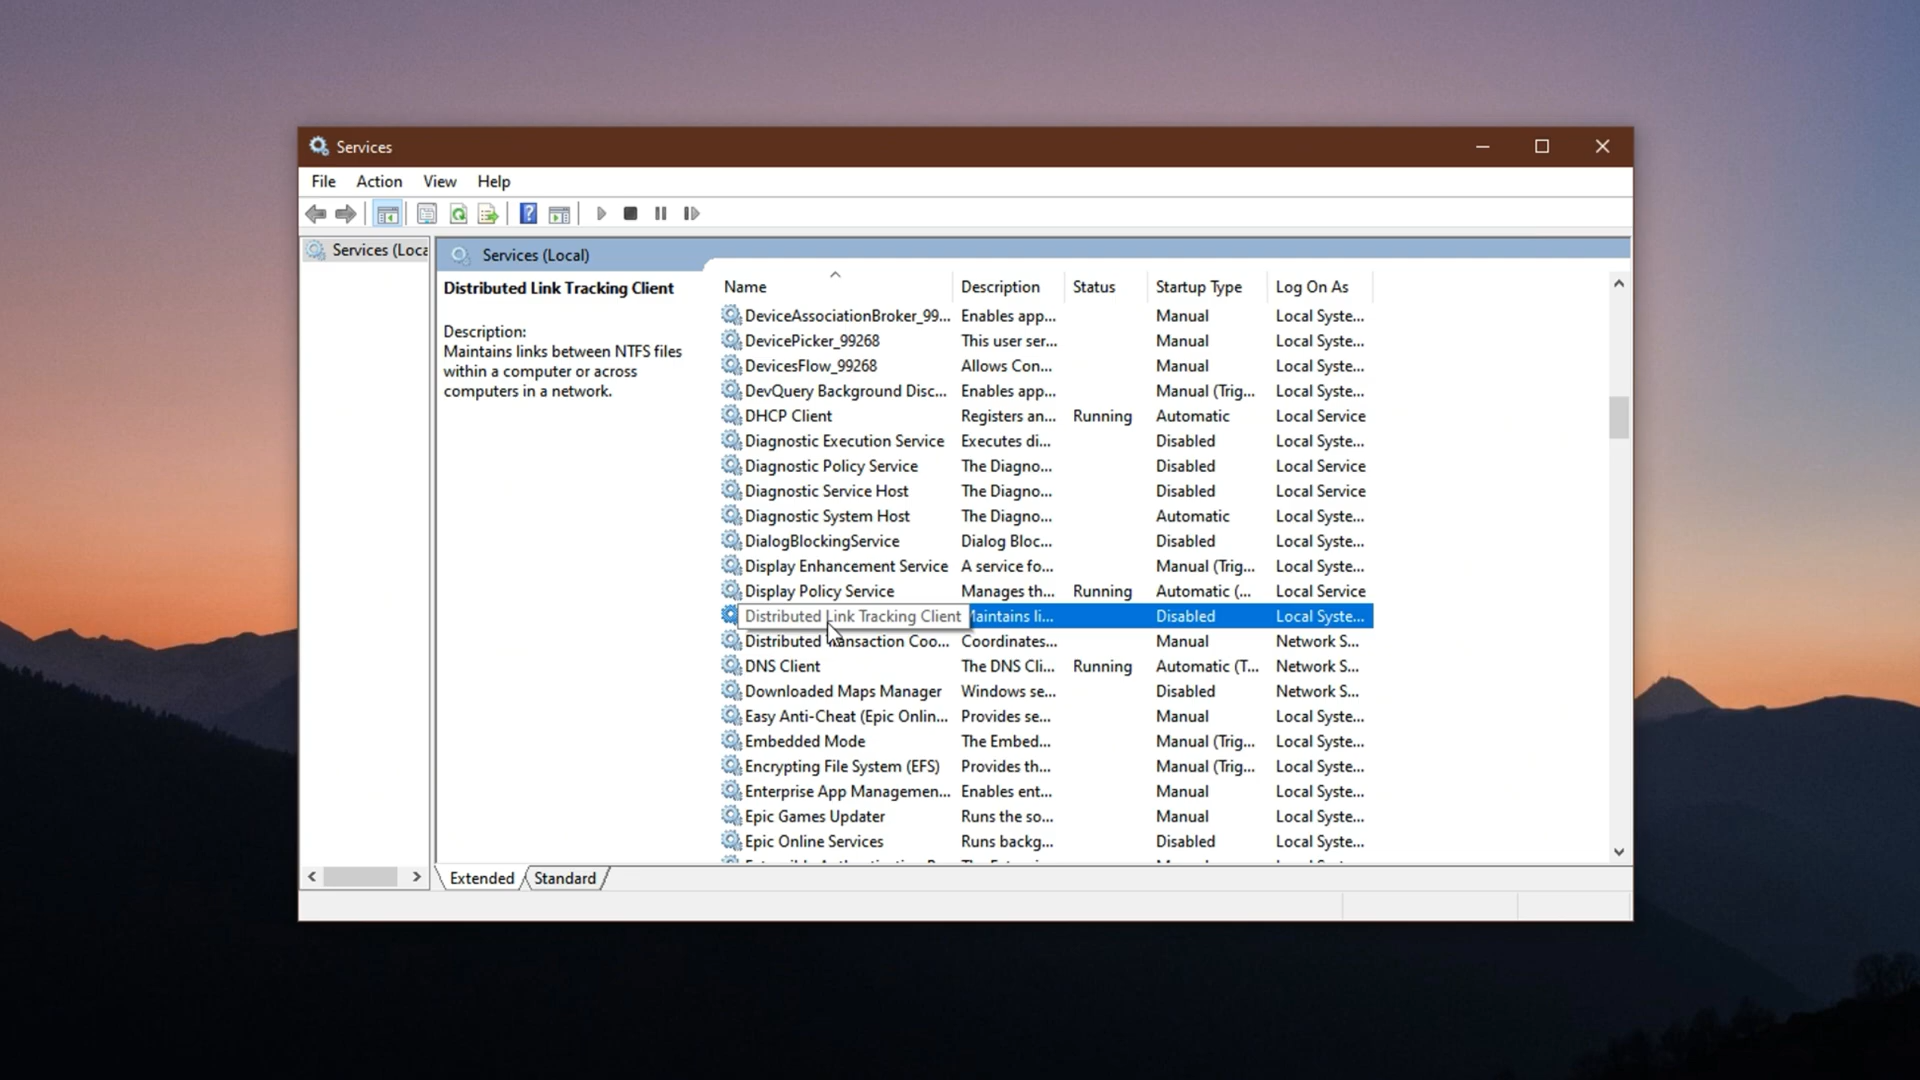 Services
File Action View Help
Services (Loca
Services (Local)
Distributed Link Tracking Client
Description:
Maintains links between NTFS files
within a computer or across
computers in a network.
Name Description Status Startup Type Log On As
DeviceAssociationBroker_99... Enables app... Manual Local Syste...
DevicePicker_99268 This user ser... Manual Local Syste...
DevicesFlow_99268 Allows Con... Manual Local Syste...
DevQuery Background Disc... Enables app... Manual (Trig... Local Syste...
DHCP Client Registers an... Running Automatic Local Service
Diagnostic Execution Service Executes di... Disabled Local Syste...
Diagnostic Policy Service The Diagno... Disabled Local Service
Diagnostic Service Host The Diagno... Disabled Local Service
Diagnostic System Host The Diagno... Automatic Local Syste...
DialogBlockingService Dialog Bloc... Disabled Local Syste...
Display Enhancement Service A service fo... Manual (Trig... Local Syste...
Display Policy Service Manages th... Running Automatic (... Local Service
Distributed Link Tracking Client Maintains li... Disabled Local Syste...
Distributed Transaction Coo... Coordinates... Manual Network S...
DNS Client The DNS Cli... Running Automatic (T... Network S...
Downloaded Maps Manager Windows se... Disabled Network S...
Easy Anti-Cheat (Epic Onlin... Provides se... Manual Local Syste...
Embedded Mode The Embed... Manual (Trig... Local Syste...
Encrypting File System (EFS) Provides th... Manual (Trig... Local Syste...
Enterprise App Managemen... Enables ent... Manual Local Syste...
Epic Games Updater Runs the so... Manual Local Syste...
Epic Online Services Runs backg... Disabled Local Syste...
Extended Standard